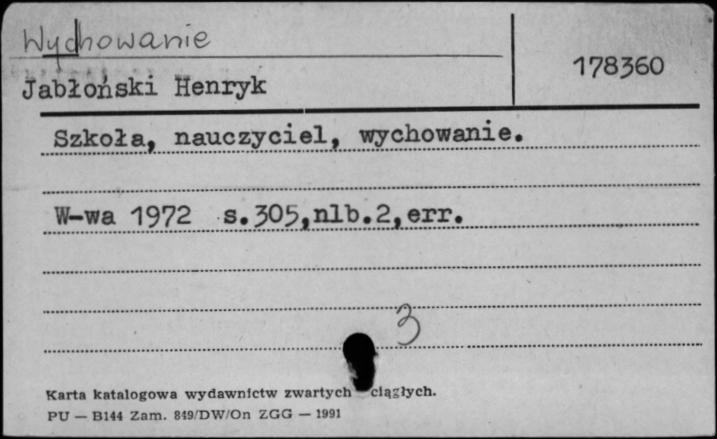 Wychowanie
178360
Jabłoński Henryk
Szkoła, nauczyciel, wychowanie.
W-wa 1972 s.305,nlb.2,err.
3
Karta katalogowa wydawnictw zwartych ciągłych.
PU — B144 Zam. 849/DW/On ZGG — 1991